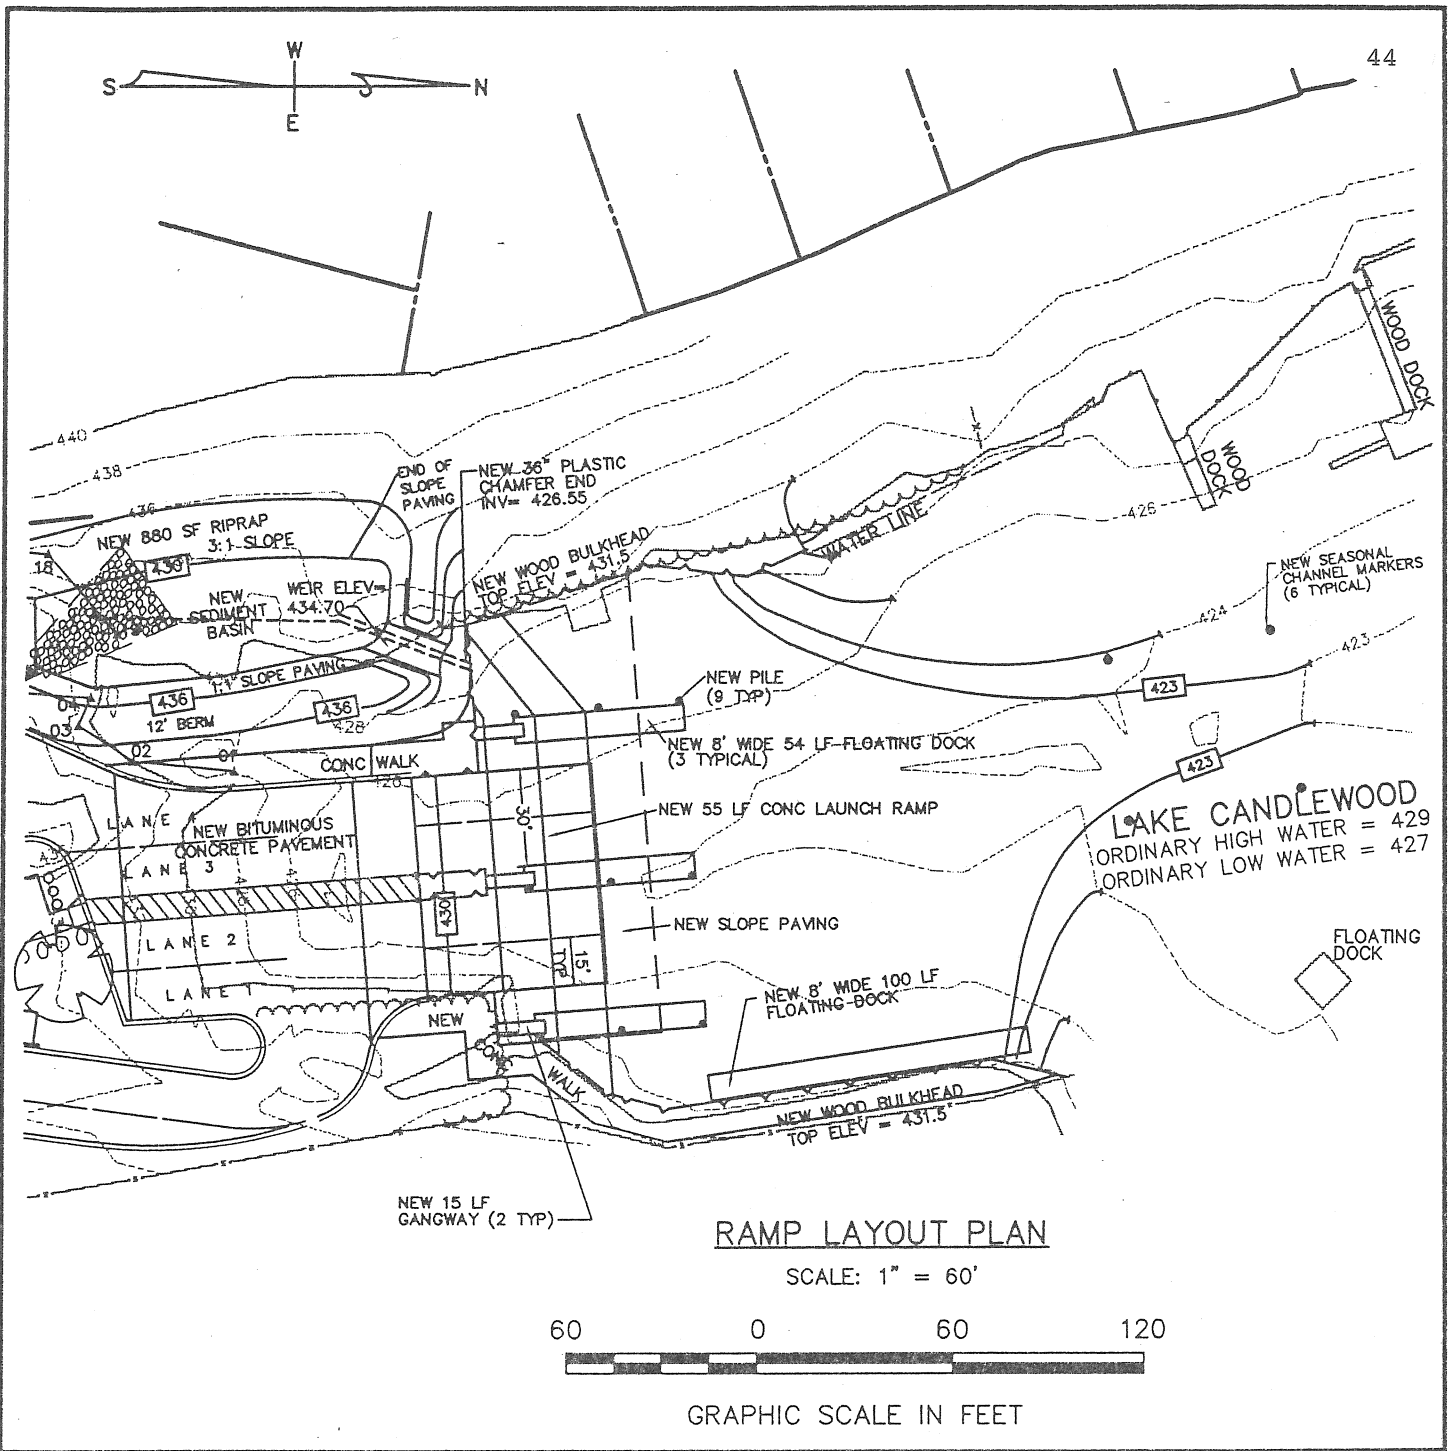 44
W
S
N
E
440
438
436
END OF
SLOPE
PAVING
NEW 36" PLASTIC
CHAMFER END
INV= 426.55
NEW 880 SF RIPRAP
3:1 SLOPE
430
18
NEW
SEDIMENT
BASIN
WEIR ELEV=
434.70
NEW WOOD BULKHEAD
TOP ELEV = 431.5
WATER LINE
WOOD DOCK
WOOD
DOCK
426
NEW SEASONAL
CHANNEL MARKERS
(6 TYPICAL)
424
423
423
423
1:1 SLOPE PAVING
436
12' BERM
436
428
04
03
02
01
CONC WALK
NEW PILE
(9 TYP)
NEW 8' WIDE 54 LF FLOATING DOCK
(3 TYPICAL)
NEW 55 LF CONC LAUNCH RAMP
30'
LAKE CANDLEWOOD
ORDINARY HIGH WATER = 429
ORDINARY LOW WATER = 427
LANE 4
NEW BITUMINOUS
CONCRETE PAVEMENT
LANE 3
430
NEW SLOPE PAVING
LANE 2
15'
TYP
LANE 1
FLOATING
DOCK
NEW 8' WIDE 100 LF
FLOATING DOCK
NEW
CONC
WALK
NEW WOOD BULKHEAD
TOP ELEV = 431.5'
NEW 15 LF
GANGWAY (2 TYP)
RAMP LAYOUT PLAN
SCALE: 1" = 60'
60 0 60 120
GRAPHIC SCALE IN FEET